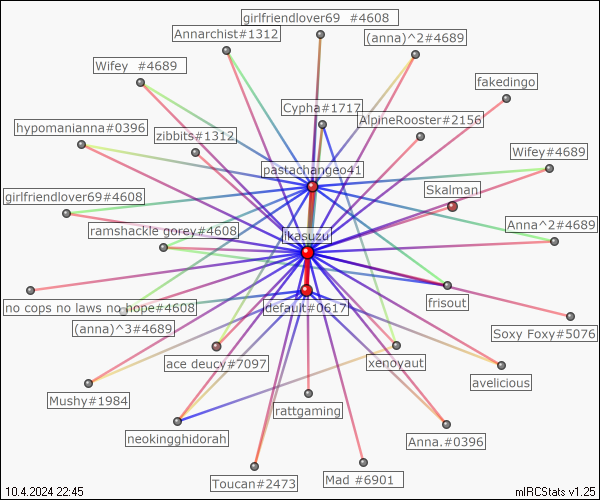 girlfriendlover69  #4608
Annarchist#1312
(anna)^2#4689
Wifey  #4689
fakedingo
Cypha#1717
AlpineRooster#2156
hypomanianna#0396
zibbits#1312
Wifey#4689
pastachangeo41
Skalman
girlfriendlover69#4608
Anna^2#4689
ramshackle gorey#4608
ikasuzu
frisout
no cops no laws no hope#4608
default#0617
(anna)^3#4689
Soxy Foxy#5076
ace deucy#7097
xenoyaut
avelicious
Mushy#1984
rattgaming
neokingghidorah
Anna.#0396
Toucan#2473
Mad #6901
10.4.2024 22:45
mIRCStats v1.25